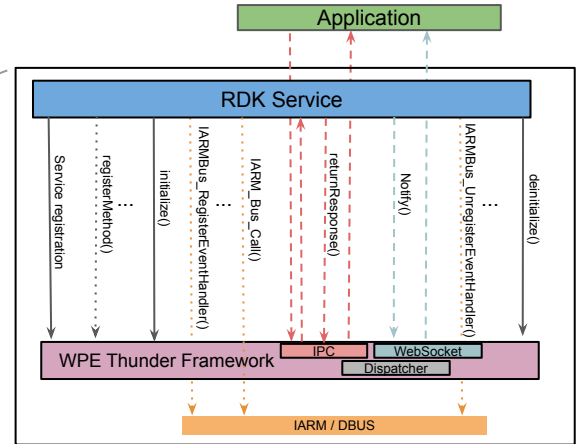 Application
RDK Service
Service registration
registerMethod()
...
initialize()
IARMBus_RegisterEventHandler()
...
IARM_Bus_Call()
returnResponse()
Notify()
IARMBus_UnregisterEventHandler()
...
deinitialize()
WPE Thunder Framework
IPC
WebSocket
Dispatcher
IARM / DBUS